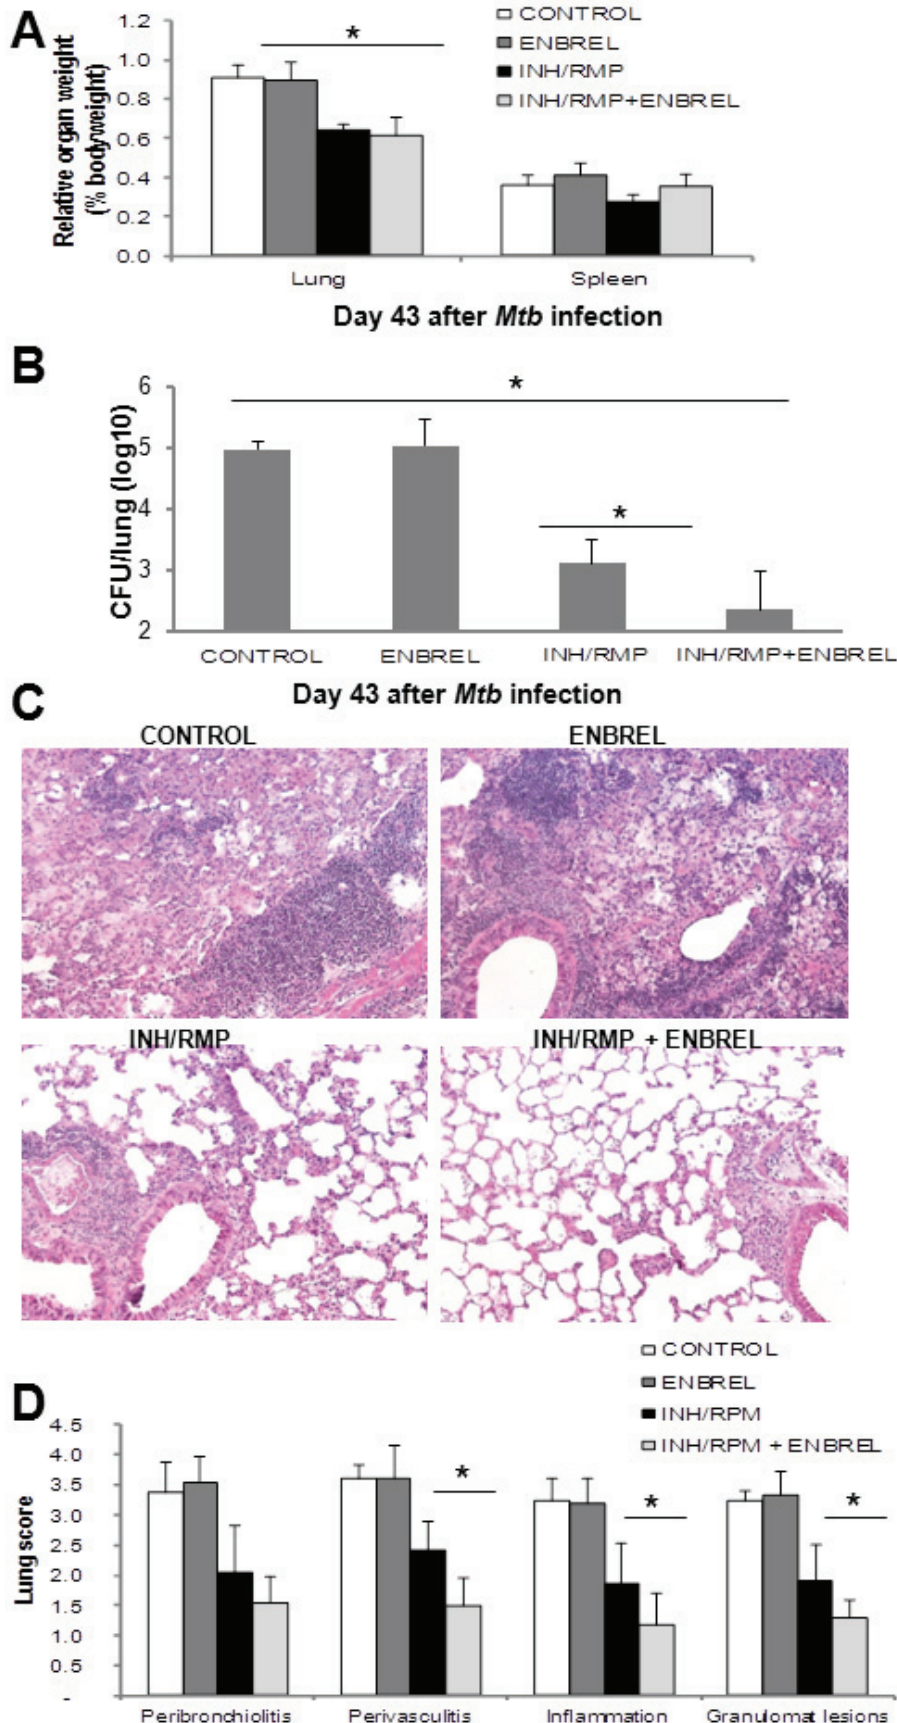 A
Relative organ weight
(% bodyweight)
1.2
1.0
0.8
0.6
0.4
0.2
0.0
*
CONTROL
ENBREL
INH/RMP
INH/RMP+ENBREL
Lung
Spleen
Day 43 after Mtb infection
B
CFU/lung (log10)
6
5
4
3
2
*
*
CONTROL
ENBREL
INH/RMP
INH/RMP+ENBREL
Day 43 after Mtb infection
C
CONTROL
ENBREL
INH/RMP
INH/RMP + ENBREL
D
CONTROL
ENBREL
INH/RPM
INH/RPM + ENBREL
Lung score
4.5
4.0
3.5
3.0
2.5
2.0
1.5
1.0
0.5
-
*
*
*
Peribronchiolitis
Perivasculitis
Inflammation
Granulomat lesions